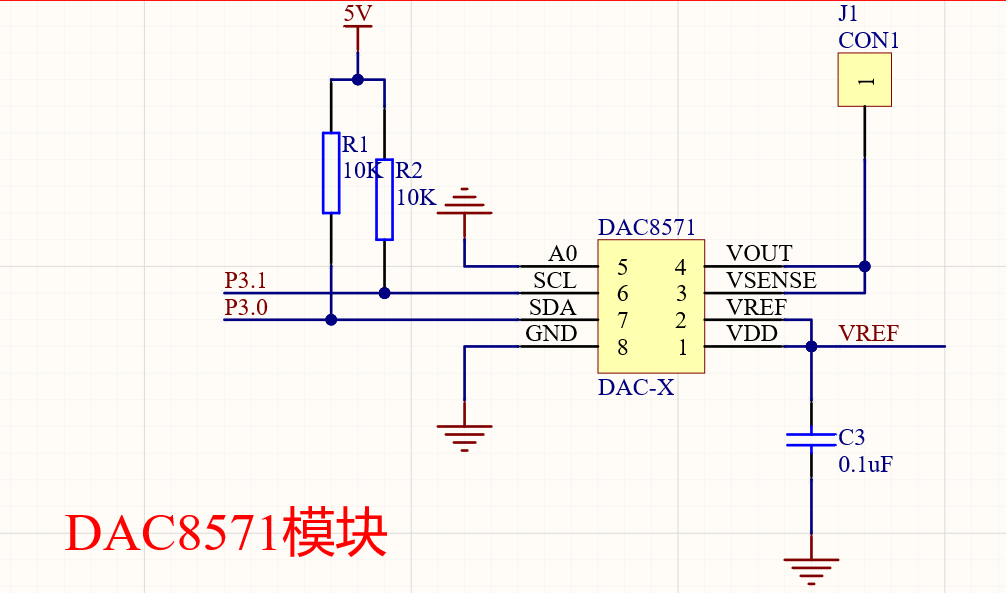 5V
J1
CON1
1
R1
10K
R2
10K
DAC8571
A0
5
4
VOUT
P3.1
SCL
6
3
VSENSE
P3.0
SDA
7
2
VREF
GND
8
1
VDD
VREF
DAC-X
C3
0.1uF
DAC8571模块